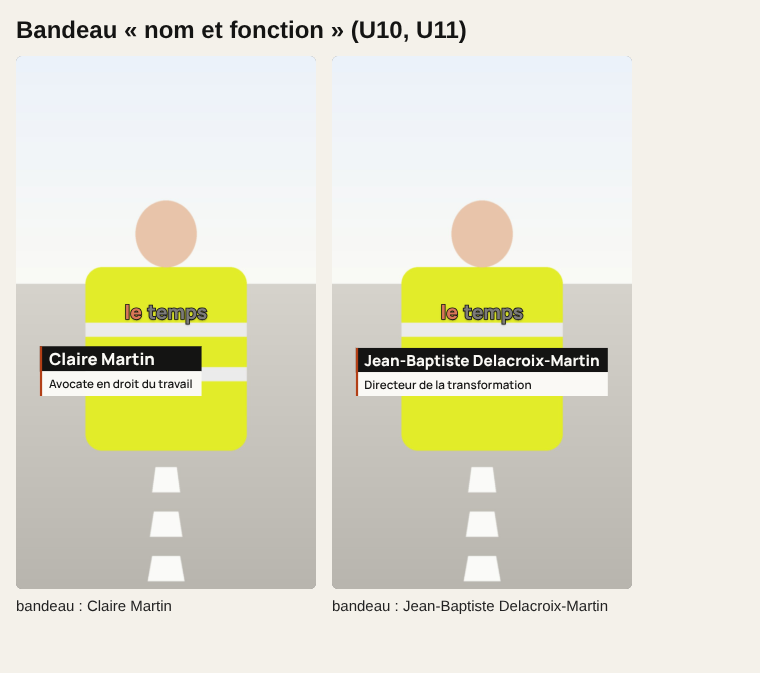 Bandeau « nom et fonction » (U10, U11)
le temps
Claire Martin
Avocate en droit du travail
bandeau : Claire Martin
le temps
Jean-Baptiste Delacroix-Martin
Directeur de la transformation
bandeau : Jean-Baptiste Delacroix-Martin